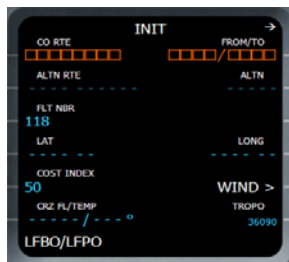 INIT →
CO RTE FROM/TO
□□□□□□□□ □□□□/□□□□
ALTN RTE ALTN
- - - - - - - - - - - - - -
FLT NBR
118
LAT LONG
- - - - - - - - - -
COST INDEX
50 WIND >
CRZ FL/TEMP TROPO
- - - - - / - - - ° 36090
LFBO/LFPO